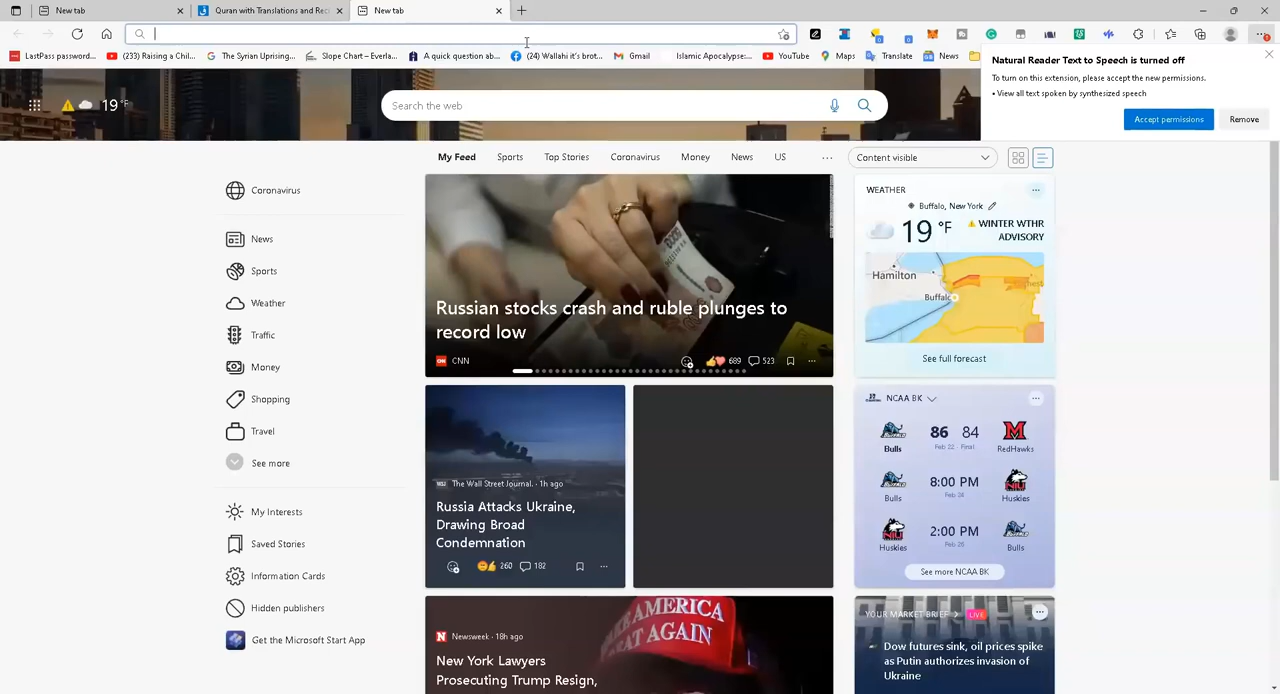 New tab
Quran with Translations and Rec
New tab
LastPass password...
(233) Raising a Chil...
The Syrian Uprising...
Slope Chart – Everla...
A quick question ab...
(24) Wallahi it's brot...
Gmail
Islamic Apocalypse:...
YouTube
Maps
Translate
News
Natural Reader Text to Speech is turned off
To turn on this extension, please accept the new permissions.
• View all text spoken by synthesized speech
Accept permissions
Remove
19 °F
Search the web
My Feed
Sports
Top Stories
Coronavirus
Money
News
US
Content visible
Coronavirus
News
Sports
Weather
Traffic
Money
Shopping
Travel
See more
My Interests
Saved Stories
Information Cards
Hidden publishers
Get the Microsoft Start App
Russian stocks crash and ruble plunges to
record low
CNN
689
523
The Wall Street Journal. · 1h ago
Russia Attacks Ukraine,
Drawing Broad
Condemnation
260
182
AMERICA
AT AGAIN
Newsweek · 18h ago
New York Lawyers
Prosecuting Trump Resign,
WEATHER
Buffalo, New York
19 °F
WINTER WTHR
ADVISORY
Hamilton
Buffalo
See full forecast
NCAA BK
86 84
Feb 22 Final
Bulls
RedHawks
8:00 PM
Bulls
Huskies
2:00 PM
Feb 26
Huskies
Bulls
See more NCAA BK
YOUR MARKET BRIEF
LIVE
Dow futures sink, oil prices spike
as Putin authorizes invasion of
Ukraine